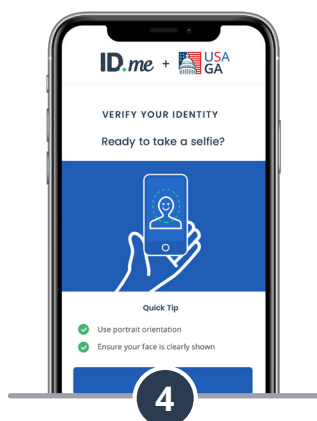 ID.me + USA
GA
VERIFY YOUR IDENTITY
Ready to take a selfie?
Quick Tip
Use portrait orientation
Ensure your face is clearly shown
4